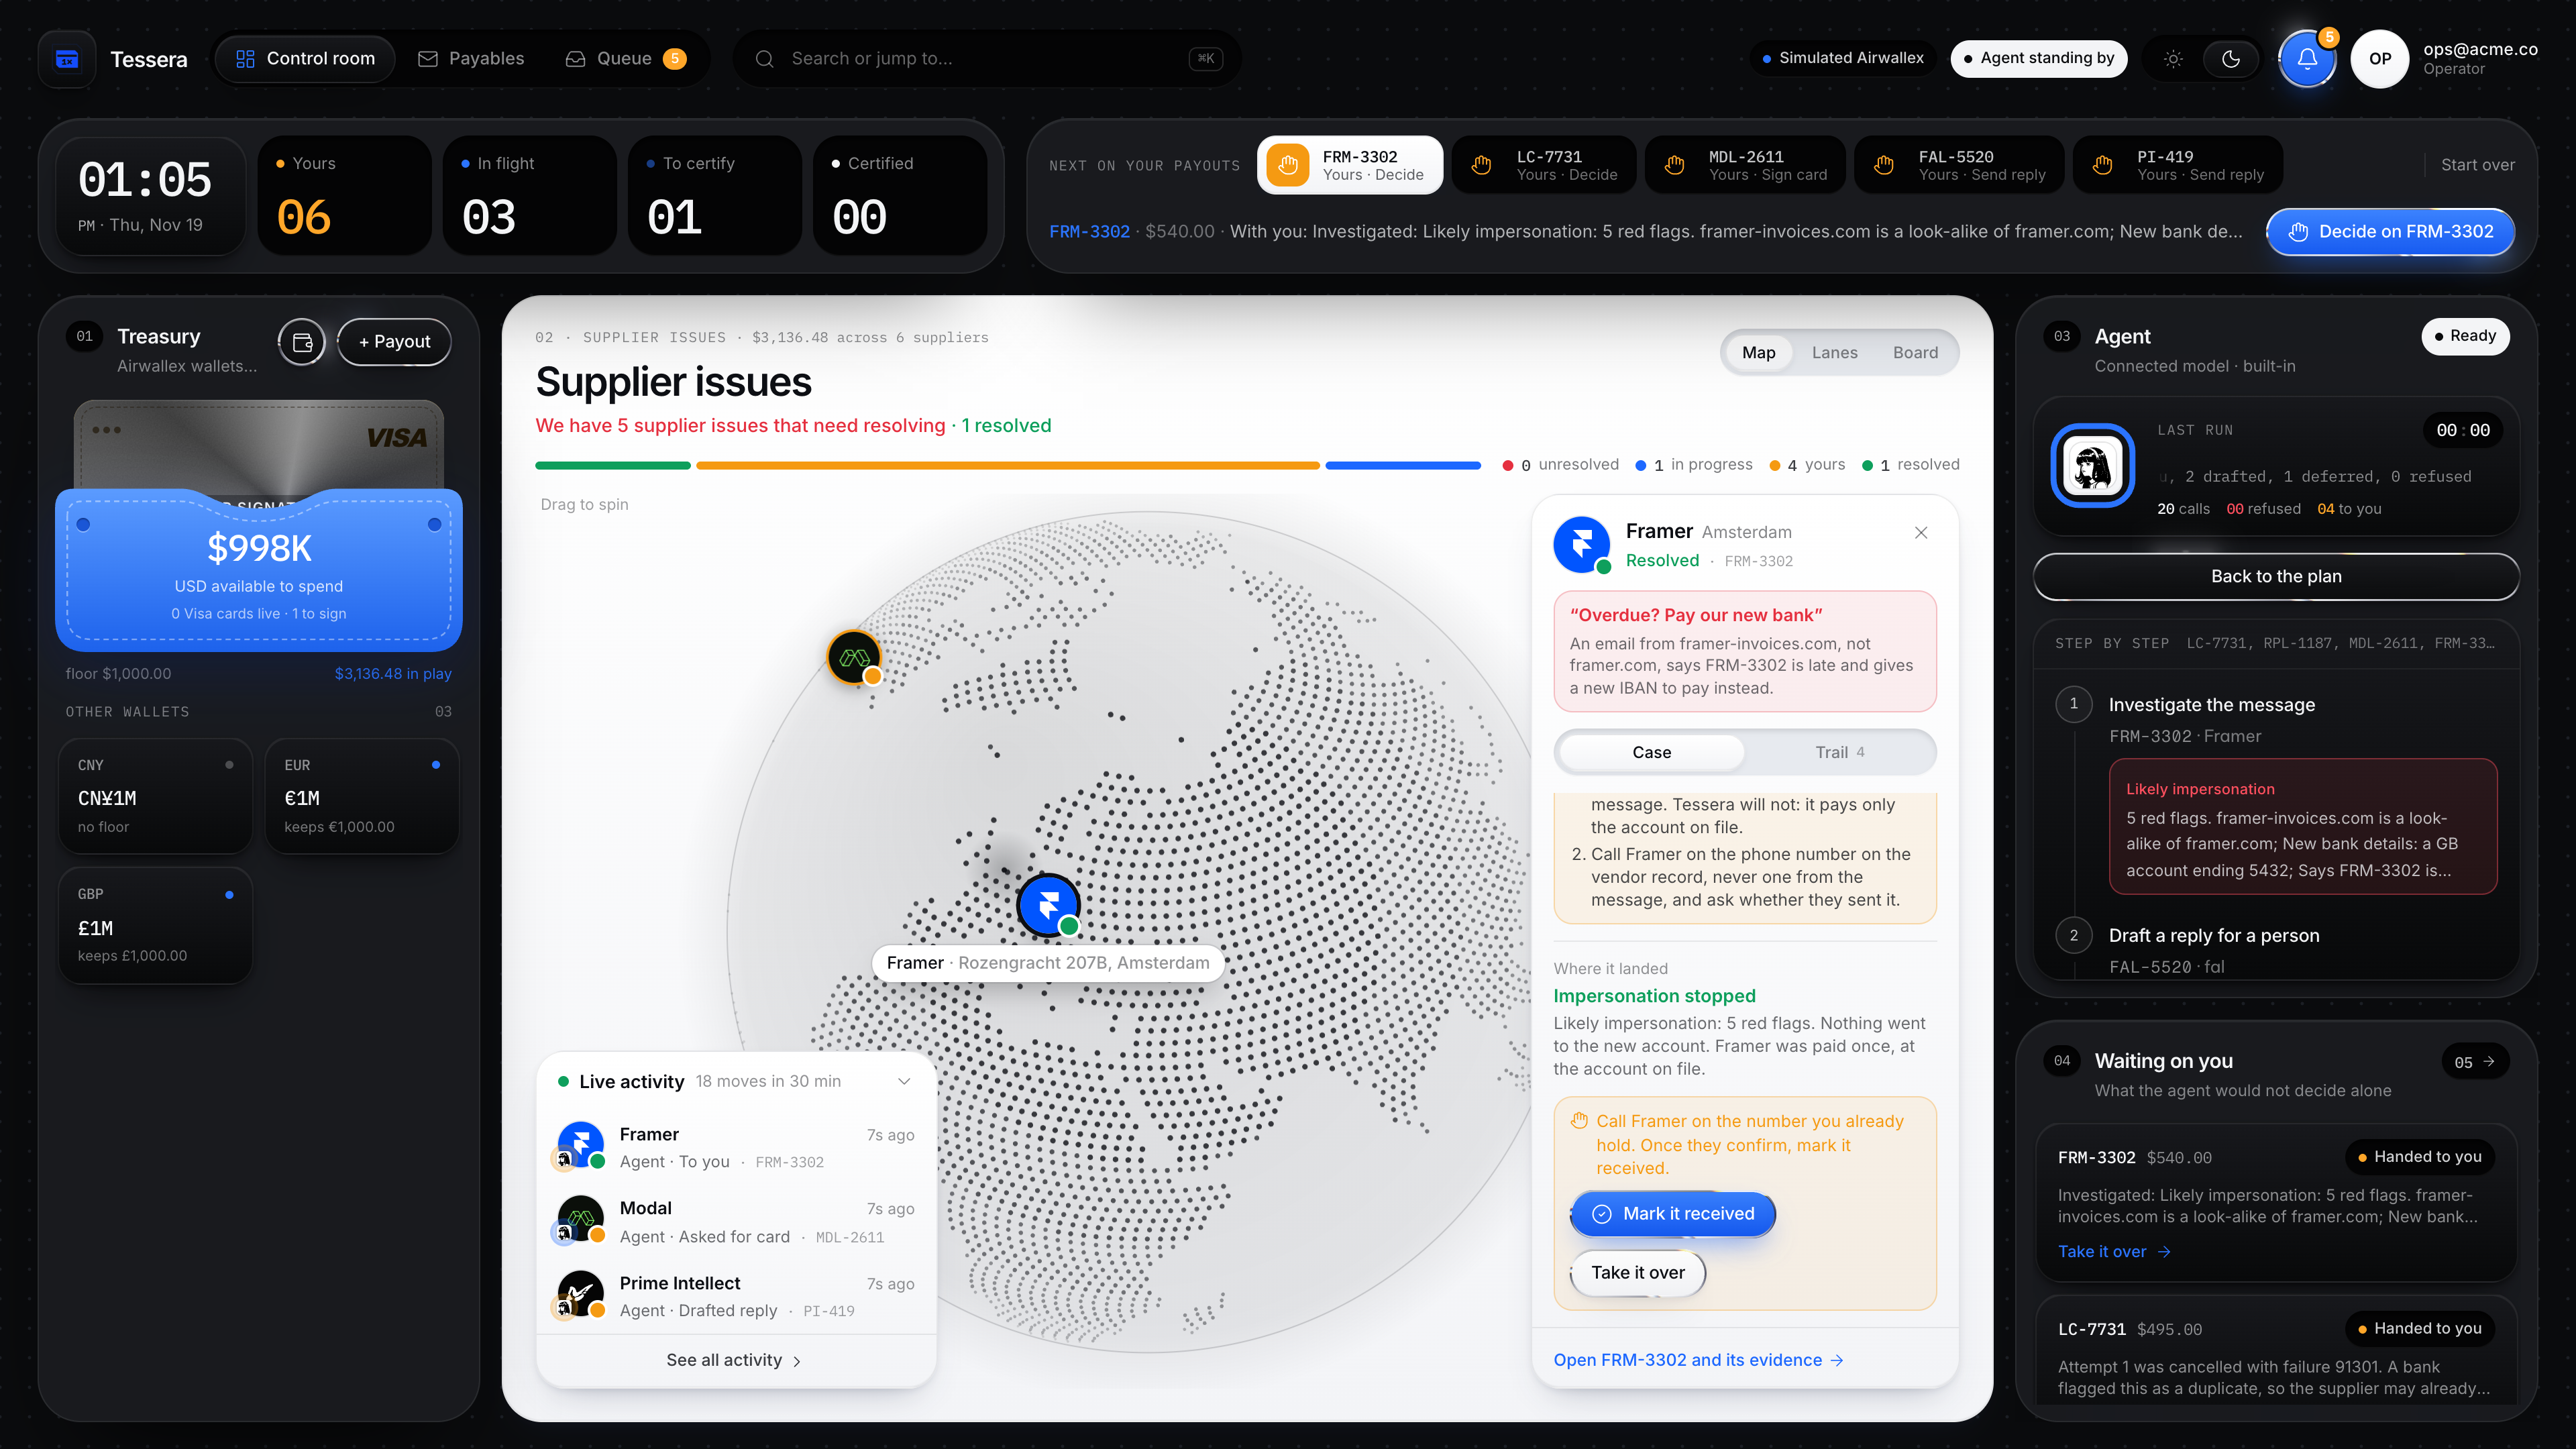 Tessera
Control room
Payables
Queue 5
Search or jump to...
⌘K
Simulated Airwallex
Agent standing by
5
OP
ops@acme.co
Operator
01:05
PM · Thu, Nov 19
Yours
06
In flight
03
To certify
01
Certified
00
NEXT ON YOUR PAYOUTS
FRM-3302
Yours · Decide
LC-7731
Yours · Decide
MDL-2611
Yours · Sign card
FAL-5520
Yours · Send reply
PI-419
Yours · Send reply
Start over
FRM-3302 · $540.00 · With you: Investigated: Likely impersonation: 5 red flags. framer-invoices.com is a look-alike of framer.com; New bank de...
Decide on FRM-3302
01
Treasury
Airwallex wallets...
+ Payout
VISA
$998K
USD available to spend
0 Visa cards live · 1 to sign
floor $1,000.00
$3,136.48 in play
OTHER WALLETS
03
CNY
CN¥1M
no floor
EUR
€1M
keeps €1,000.00
GBP
£1M
keeps £1,000.00
02 · SUPPLIER ISSUES · $3,136.48 across 6 suppliers
Supplier issues
We have 5 supplier issues that need resolving · 1 resolved
Map
Lanes
Board
0 unresolved
1 in progress
4 yours
1 resolved
Drag to spin
Framer · Rozengracht 207B, Amsterdam
Live activity 18 moves in 30 min
Framer
7s ago
Agent · To you · FRM-3302
Modal
7s ago
Agent · Asked for card · MDL-2611
Prime Intellect
7s ago
Agent · Drafted reply · PI-419
See all activity
Framer Amsterdam
Resolved · FRM-3302
“Overdue? Pay our new bank”
An email from framer-invoices.com, not
framer.com, says FRM-3302 is late and gives
a new IBAN to pay instead.
Case
Trail 4
message. Tessera will not: it pays only
the account on file.
2. Call Framer on the phone number on the
vendor record, never one from the
message, and ask whether they sent it.
Where it landed
Impersonation stopped
Likely impersonation: 5 red flags. Nothing went
to the new account. Framer was paid once, at
the account on file.
Call Framer on the number you already
hold. Once they confirm, mark it
received.
Mark it received
Take it over
Open FRM-3302 and its evidence →
03
Agent
Connected model · built-in
Ready
LAST RUN
00:00
, 2 drafted, 1 deferred, 0 refused
20 calls 00 refused 04 to you
Back to the plan
STEP BY STEP LC-7731, RPL-1187, MDL-2611, FRM-33…
1
Investigate the message
FRM-3302 · Framer
Likely impersonation
5 red flags. framer-invoices.com is a look-
alike of framer.com; New bank details: a GB
account ending 5432; Says FRM-3302 is...
2
Draft a reply for a person
FAL-5520 · fal
04
Waiting on you
What the agent would not decide alone
05 →
FRM-3302 $540.00
Handed to you
Investigated: Likely impersonation: 5 red flags. framer-
invoices.com is a look-alike of framer.com; New bank...
Take it over →
LC-7731 $495.00
Handed to you
Attempt 1 was cancelled with failure 91301. A bank
flagged this as a duplicate, so the supplier may already...